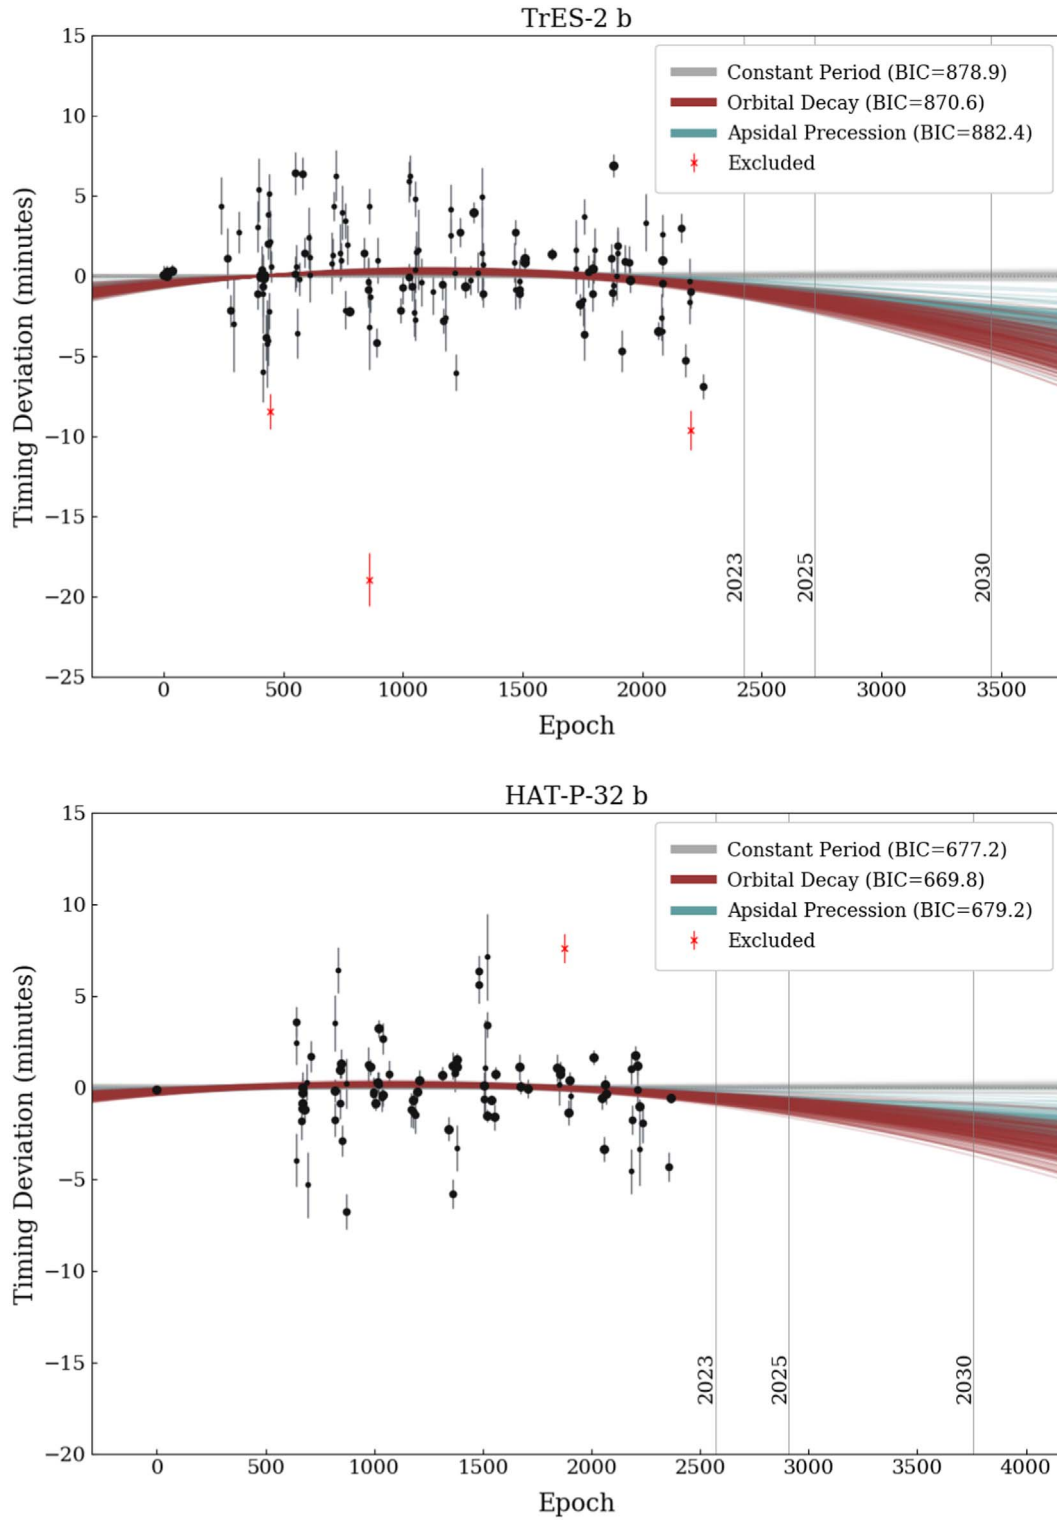 TrES-2 b
15
10
5
0
−5
−10
−15
−20
−25
Timing Deviation (minutes)
Constant Period (BIC=878.9)
Orbital Decay (BIC=870.6)
Apsidal Precession (BIC=882.4)
Excluded
2023
2025
2030
0 500 1000 1500 2000 2500 3000 3500
Epoch
HAT-P-32 b
15
10
5
0
−5
−10
−15
−20
Timing Deviation (minutes)
Constant Period (BIC=677.2)
Orbital Decay (BIC=669.8)
Apsidal Precession (BIC=679.2)
Excluded
2023
2025
2030
0 500 1000 1500 2000 2500 3000 3500 4000
Epoch